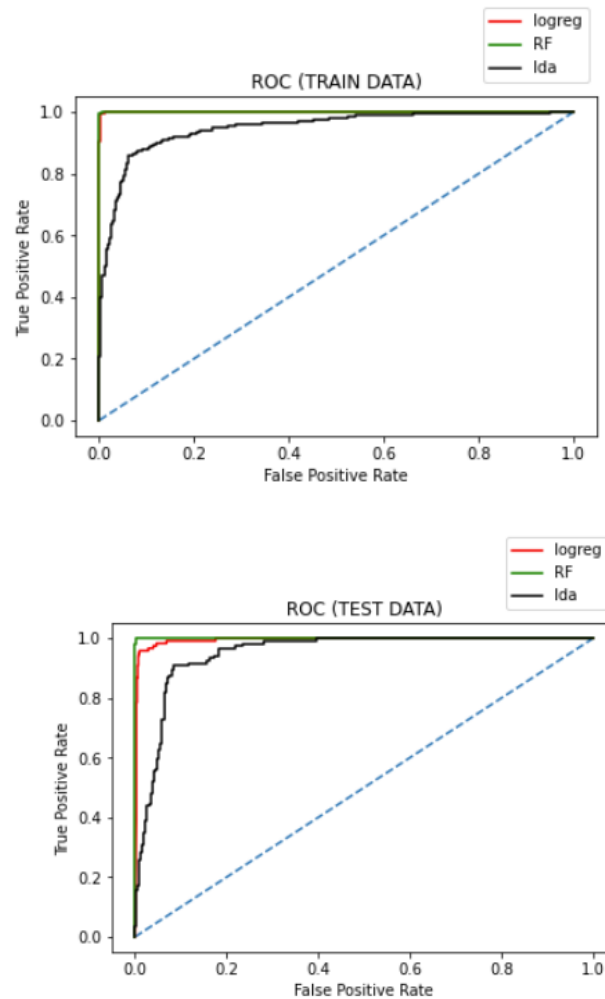 logreg
RF
lda
ROC (TRAIN DATA)
1.0
0.8
0.6
0.4
0.2
0.0
True Positive Rate
0.0 0.2 0.4 0.6 0.8 1.0
False Positive Rate
logreg
RF
lda
ROC (TEST DATA)
1.0
0.8
0.6
0.4
0.2
0.0
True Positive Rate
0.0 0.2 0.4 0.6 0.8 1.0
False Positive Rate